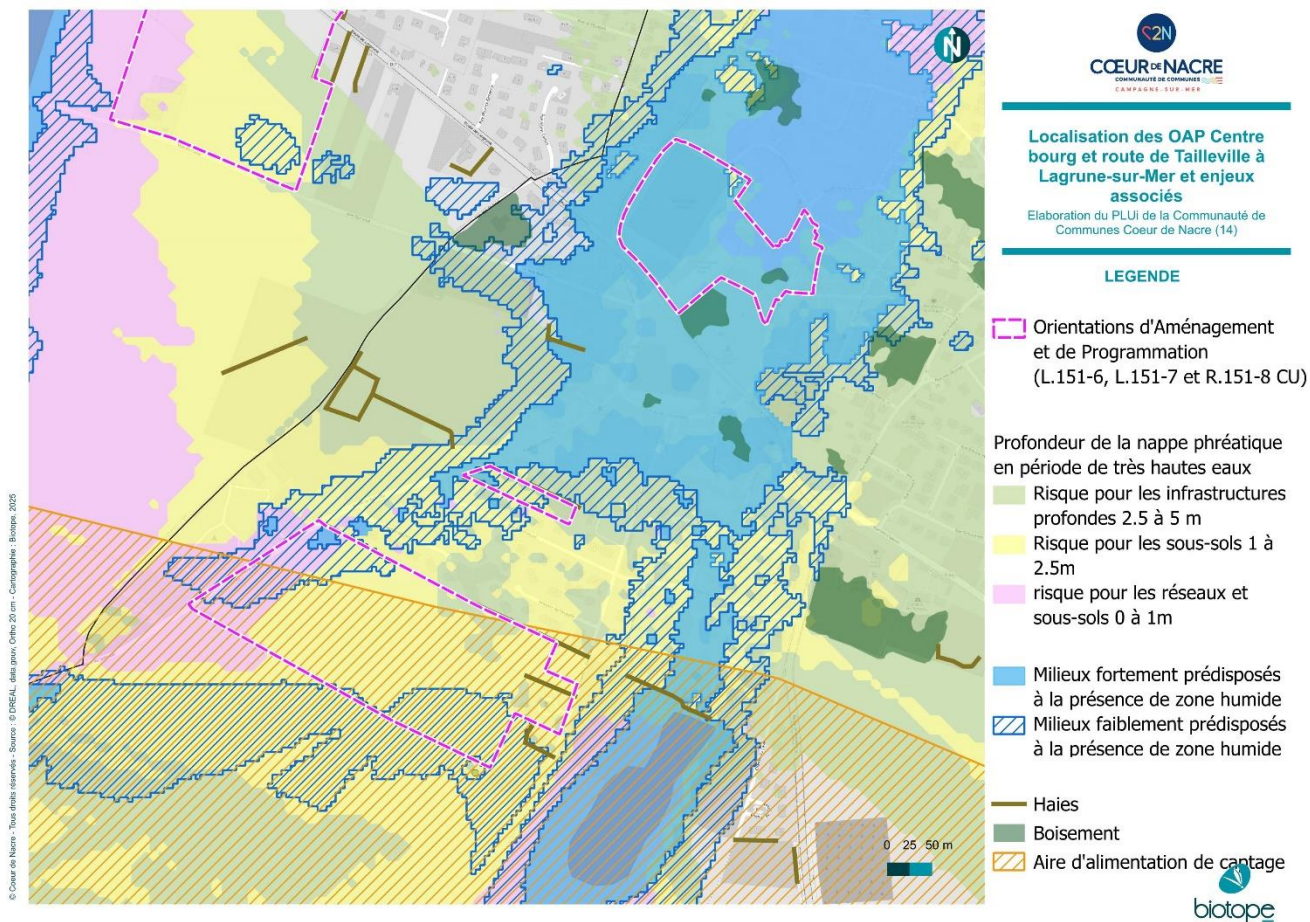 C2N
CŒUR DE NACRE
COMMUNAUTÉ DE COMMUNES
CAMPAGNE-SUR-MER
Localisation des OAP Centre
bourg et route de Tailleville à
Lagrune-sur-Mer et enjeux
associés
Elaboration du PLUi de la Communauté de
Communes Coeur de Nacre (14)
LEGENDE
Orientations d'Aménagement
et de Programmation
(L.151-6, L.151-7 et R.151-8 CU)
Profondeur de la nappe phréatique
en période de très hautes eaux
Risque pour les infrastructures
profondes 2.5 à 5 m
Risque pour les sous-sols 1 à
2.5m
risque pour les réseaux et
sous-sols 0 à 1m
Milieux fortement prédisposés
à la présence de zone humide
Milieux faiblement prédisposés
à la présence de zone humide
Haies
Boisement
Aire d'alimentation de captage
biotope
N
0 25 50 m
© Coeur de Nacre - Tous droits réservés - Source : © DREAL, data.gouv, Ortho 20 cm - Cartographie : Biotope, 2025